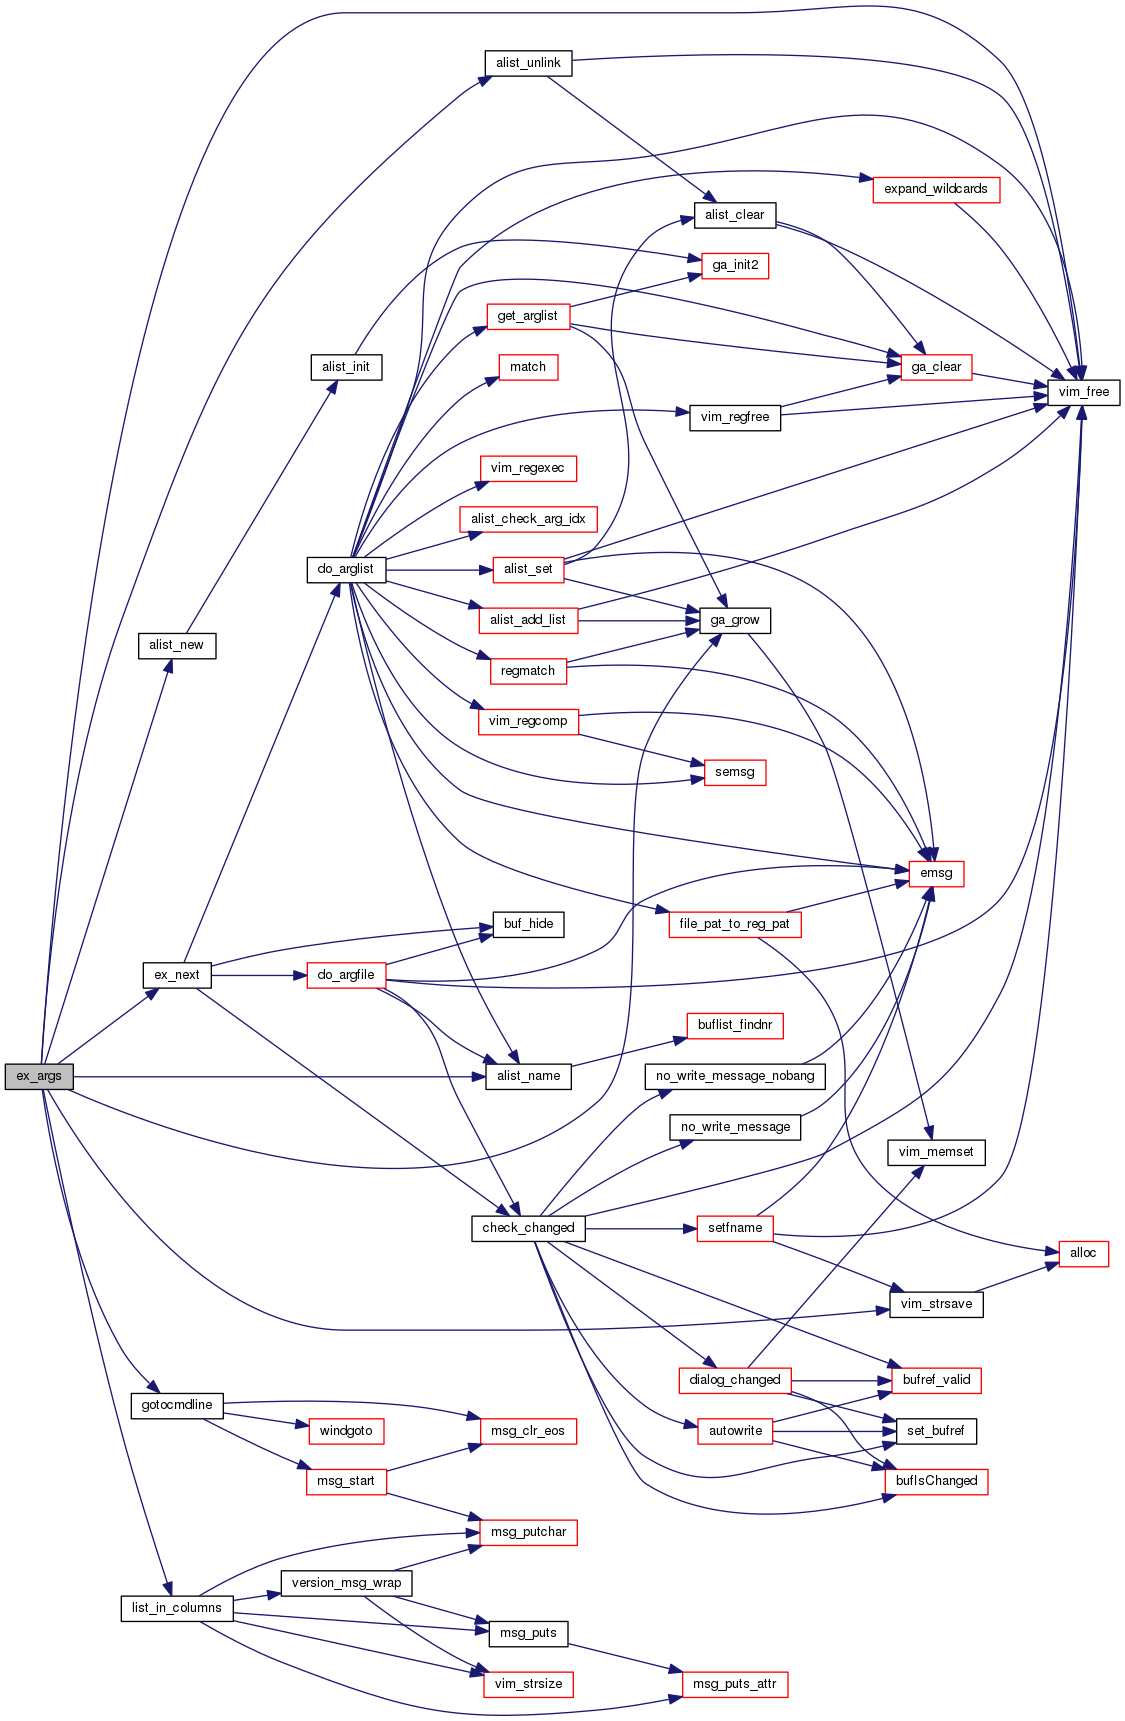 alist_unlink
expand_wildcards
alist_clear
ga_init2
get_arglist
alist_init
match
ga_clear
vim_free
vim_regfree
vim_regexec
alist_check_arg_idx
do_arglist
alist_set
alist_add_list
ga_grow
alist_new
regmatch
vim_regcomp
semsg
emsg
buf_hide
file_pat_to_reg_pat
ex_next
do_argfile
buflist_findnr
ex_args
alist_name
no_write_message_nobang
no_write_message
vim_memset
check_changed
setfname
alloc
vim_strsave
dialog_changed
bufref_valid
gotocmdline
windgoto
msg_clr_eos
autowrite
set_bufref
msg_start
bufIsChanged
msg_putchar
version_msg_wrap
list_in_columns
msg_puts
vim_strsize
msg_puts_attr